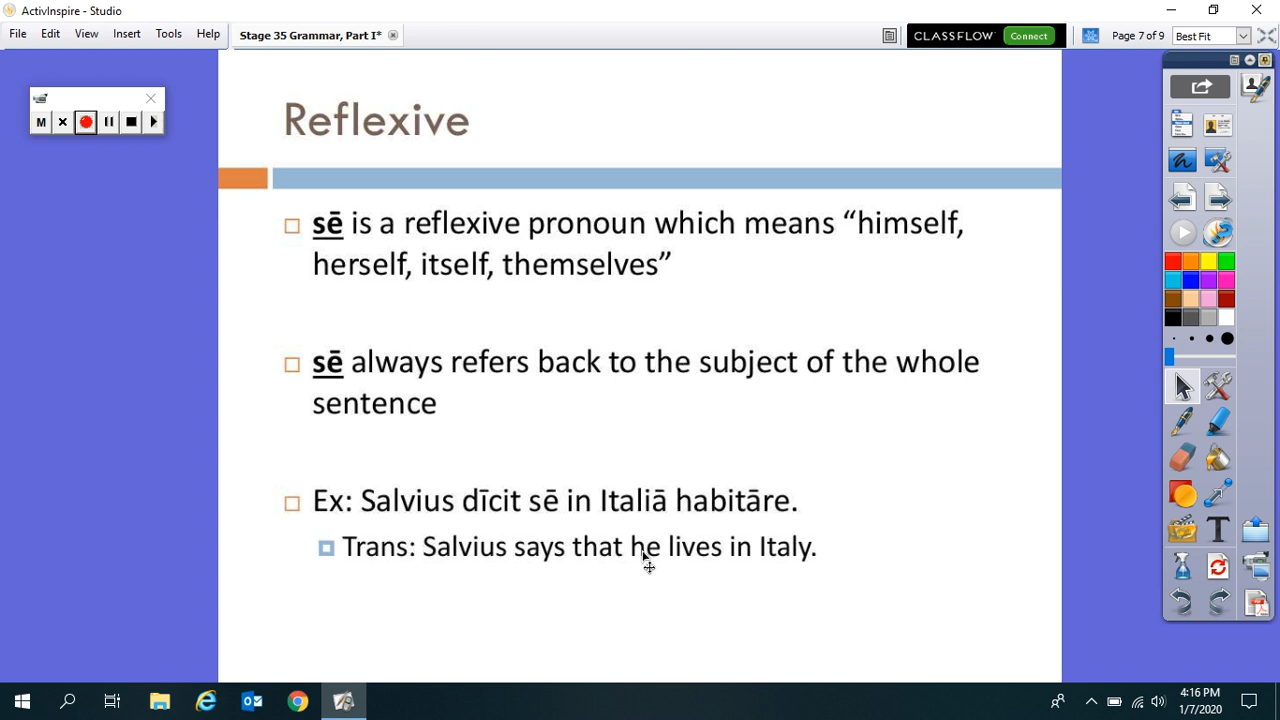 ActivInspire - Studio
File Edit View Insert Tools Help
Stage 35 Grammar, Part I*
CLASSFLOW Connect
Page 7 of 9
Best Fit
M
Reflexive
sē is a reflexive pronoun which means “himself,
herself, itself, themselves”
sē always refers back to the subject of the whole
sentence
Ex: Salvius dīcit sē in Italiā habitāre.
Trans: Salvius says that he lives in Italy.
T
4:16 PM
1/7/2020